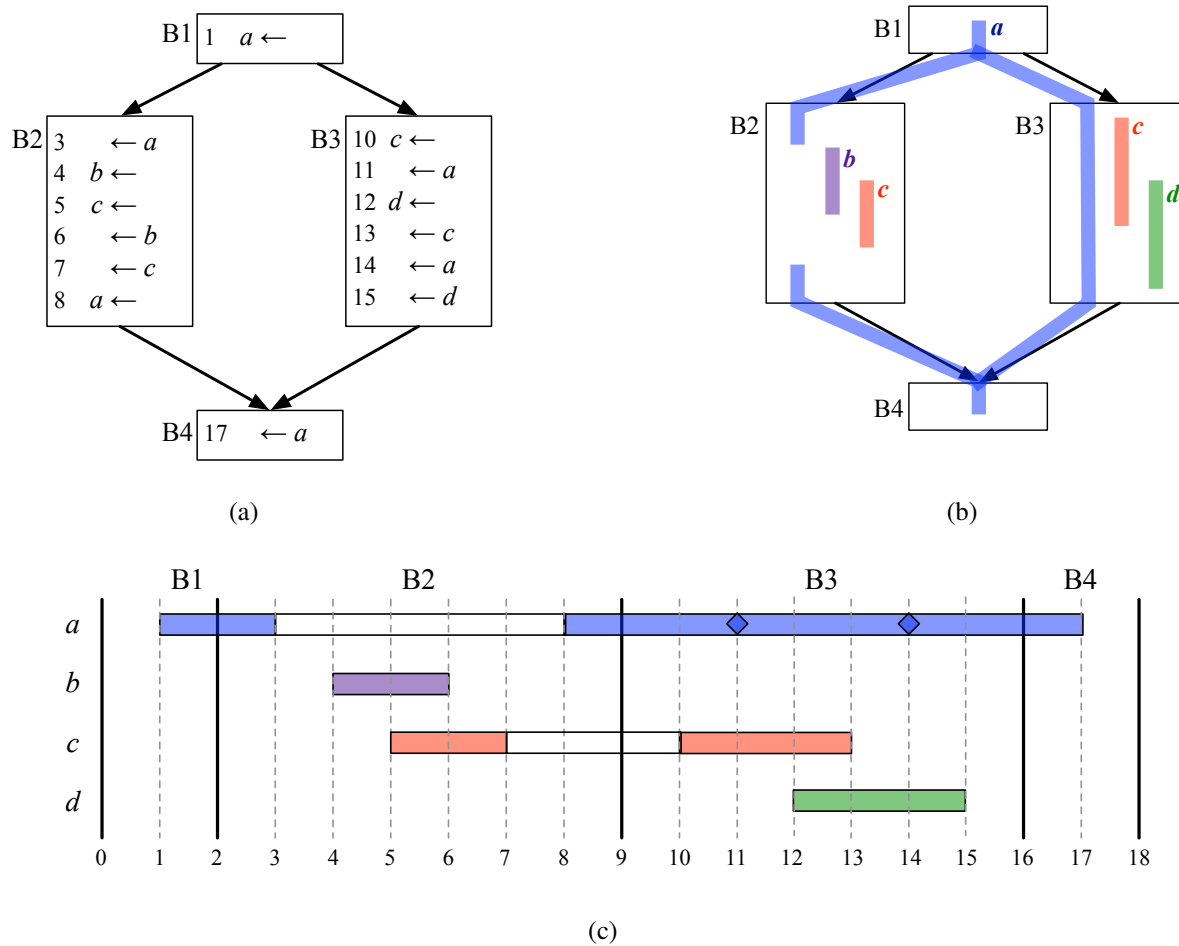 B1
1 a ←
B2
3 ← a
4 b ←
5 c ←
6 ← b
7 ← c
8 a ←
B3
10 c ←
11 ← a
12 d ←
13 ← c
14 ← a
15 ← d
B4
17 ← a
(a)
B1
a
B2
b
c
B3
c
d
B4
(b)
B1 B2 B3 B4
a
b
c
d
0 1 2 3 4 5 6 7 8 9 10 11 12 13 14 15 16 17 18
(c)